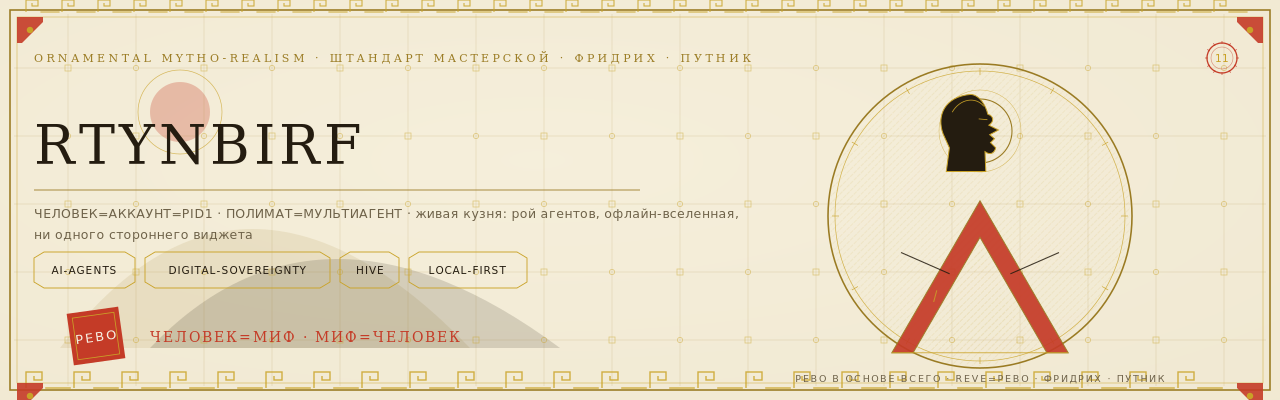 ORNAMENTAL MYTHO-REALISM · ШТАНДАРТ МАСТЕРСКОЙ · ФРИДРИХ · ПУТНИК
11
RTYNBIRF
ЧЕЛОВЕК=АККАУНТ=PID1 · ПОЛИМАТ=МУЛЬТИАГЕНТ · живая кузня: рой агентов, офлайн-вселенная,
ни одного стороннего виджета
AI-AGENTS DIGITAL-SOVEREIGNTY HIVE LOCAL-FIRST
РЕВО
ЧЕЛОВЕК=МИФ · МИФ=ЧЕЛОВЕК
РЕВО В ОСНОВЕ ВСЕГО · REVE=РЕВО · ФРИДРИХ · ПУТНИК